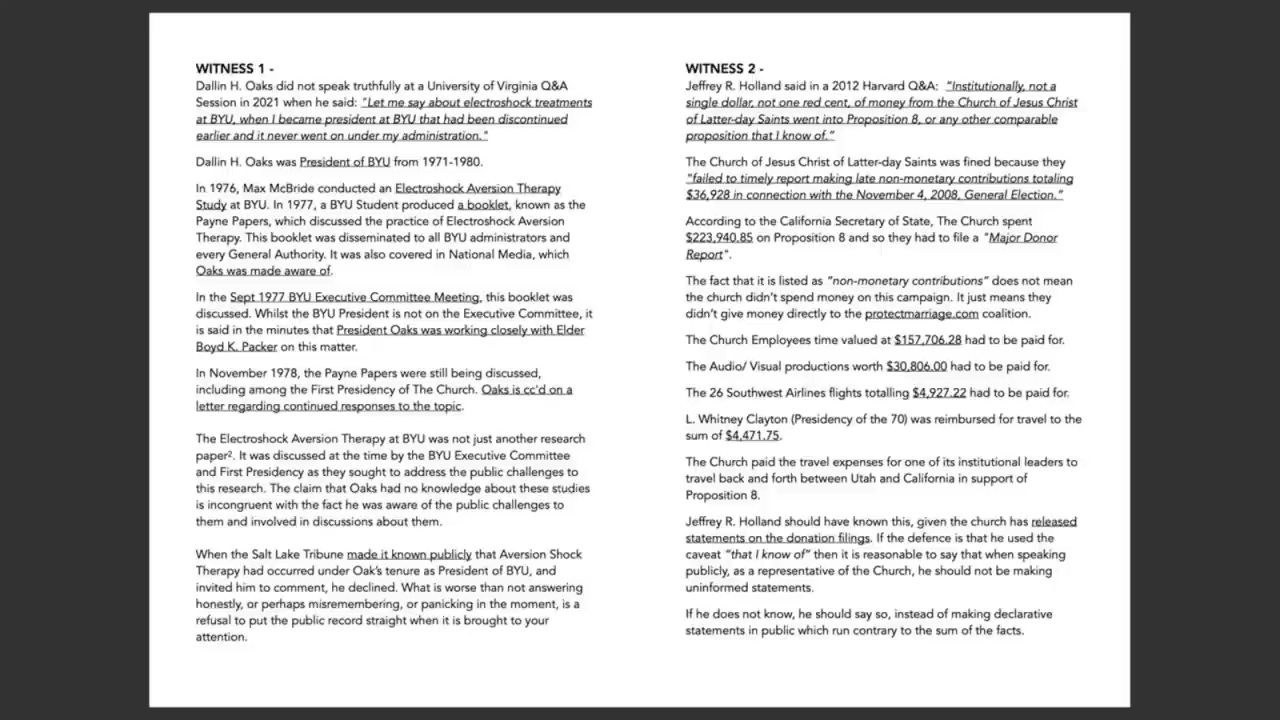 WITNESS 1 -
Dallin H. Oaks did not speak truthfully at a University of Virginia Q&A
Session in 2021 when he said: "Let me say about electroshock treatments
at BYU, when I became president at BYU that had been discontinued
earlier and it never went on under my administration."
Dallin H. Oaks was President of BYU from 1971-1980.
In 1976, Max McBride conducted an Electroshock Aversion Therapy
Study at BYU. In 1977, a BYU Student produced a booklet, known as the
Payne Papers, which discussed the practice of Electroshock Aversion
Therapy. This booklet was disseminated to all BYU administrators and
every General Authority. It was also covered in National Media, which
Oaks was made aware of.
In the Sept 1977 BYU Executive Committee Meeting, this booklet was
discussed. Whilst the BYU President is not on the Executive Committee, it
is said in the minutes that President Oaks was working closely with Elder
Boyd K. Packer on this matter.
In November 1978, the Payne Papers were still being discussed,
including among the First Presidency of The Church. Oaks is cc'd on a
letter regarding continued responses to the topic.
The Electroshock Aversion Therapy at BYU was not just another research
paper². It was discussed at the time by the BYU Executive Committee
and First Presidency as they sought to address the public challenges to
this research. The claim that Oaks had no knowledge about these studies
is incongruent with the fact he was aware of the public challenges to
them and involved in discussions about them.
When the Salt Lake Tribune made it known publicly that Aversion Shock
Therapy had occurred under Oak's tenure as President of BYU, and
invited him to comment, he declined. What is worse than not answering
honestly, or perhaps misremembering, or panicking in the moment, is a
refusal to put the public record straight when it is brought to your
attention.
WITNESS 2 -
Jeffrey R. Holland said in a 2012 Harvard Q&A: "Institutionally, not a
single dollar, not one red cent, of money from the Church of Jesus Christ
of Latter-day Saints went into Proposition 8, or any other comparable
proposition that I know of."
The Church of Jesus Christ of Latter-day Saints was fined because they
"failed to timely report making late non-monetary contributions totaling
$36,928 in connection with the November 4, 2008, General Election."
According to the California Secretary of State, The Church spent
$223,940.85 on Proposition 8 and so they had to file a "Major Donor
Report".
The fact that it is listed as "non-monetary contributions" does not mean
the church didn't spend money on this campaign. It just means they
didn't give money directly to the protectmarriage.com coalition.
The Church Employees time valued at $157,706.28 had to be paid for.
The Audio/ Visual productions worth $30,806.00 had to be paid for.
The 26 Southwest Airlines flights totalling $4,927.22 had to be paid for.
L. Whitney Clayton (Presidency of the 70) was reimbursed for travel to the
sum of $4,471.75.
The Church paid the travel expenses for one of its institutional leaders to
travel back and forth between Utah and California in support of
Proposition 8.
Jeffrey R. Holland should have known this, given the church has released
statements on the donation filings. If the defence is that he used the
caveat "that I know of" then it is reasonable to say that when speaking
publicly, as a representative of the Church, he should not be making
uninformed statements.
If he does not know, he should say so, instead of making declarative
statements in public which run contrary to the sum of the facts.